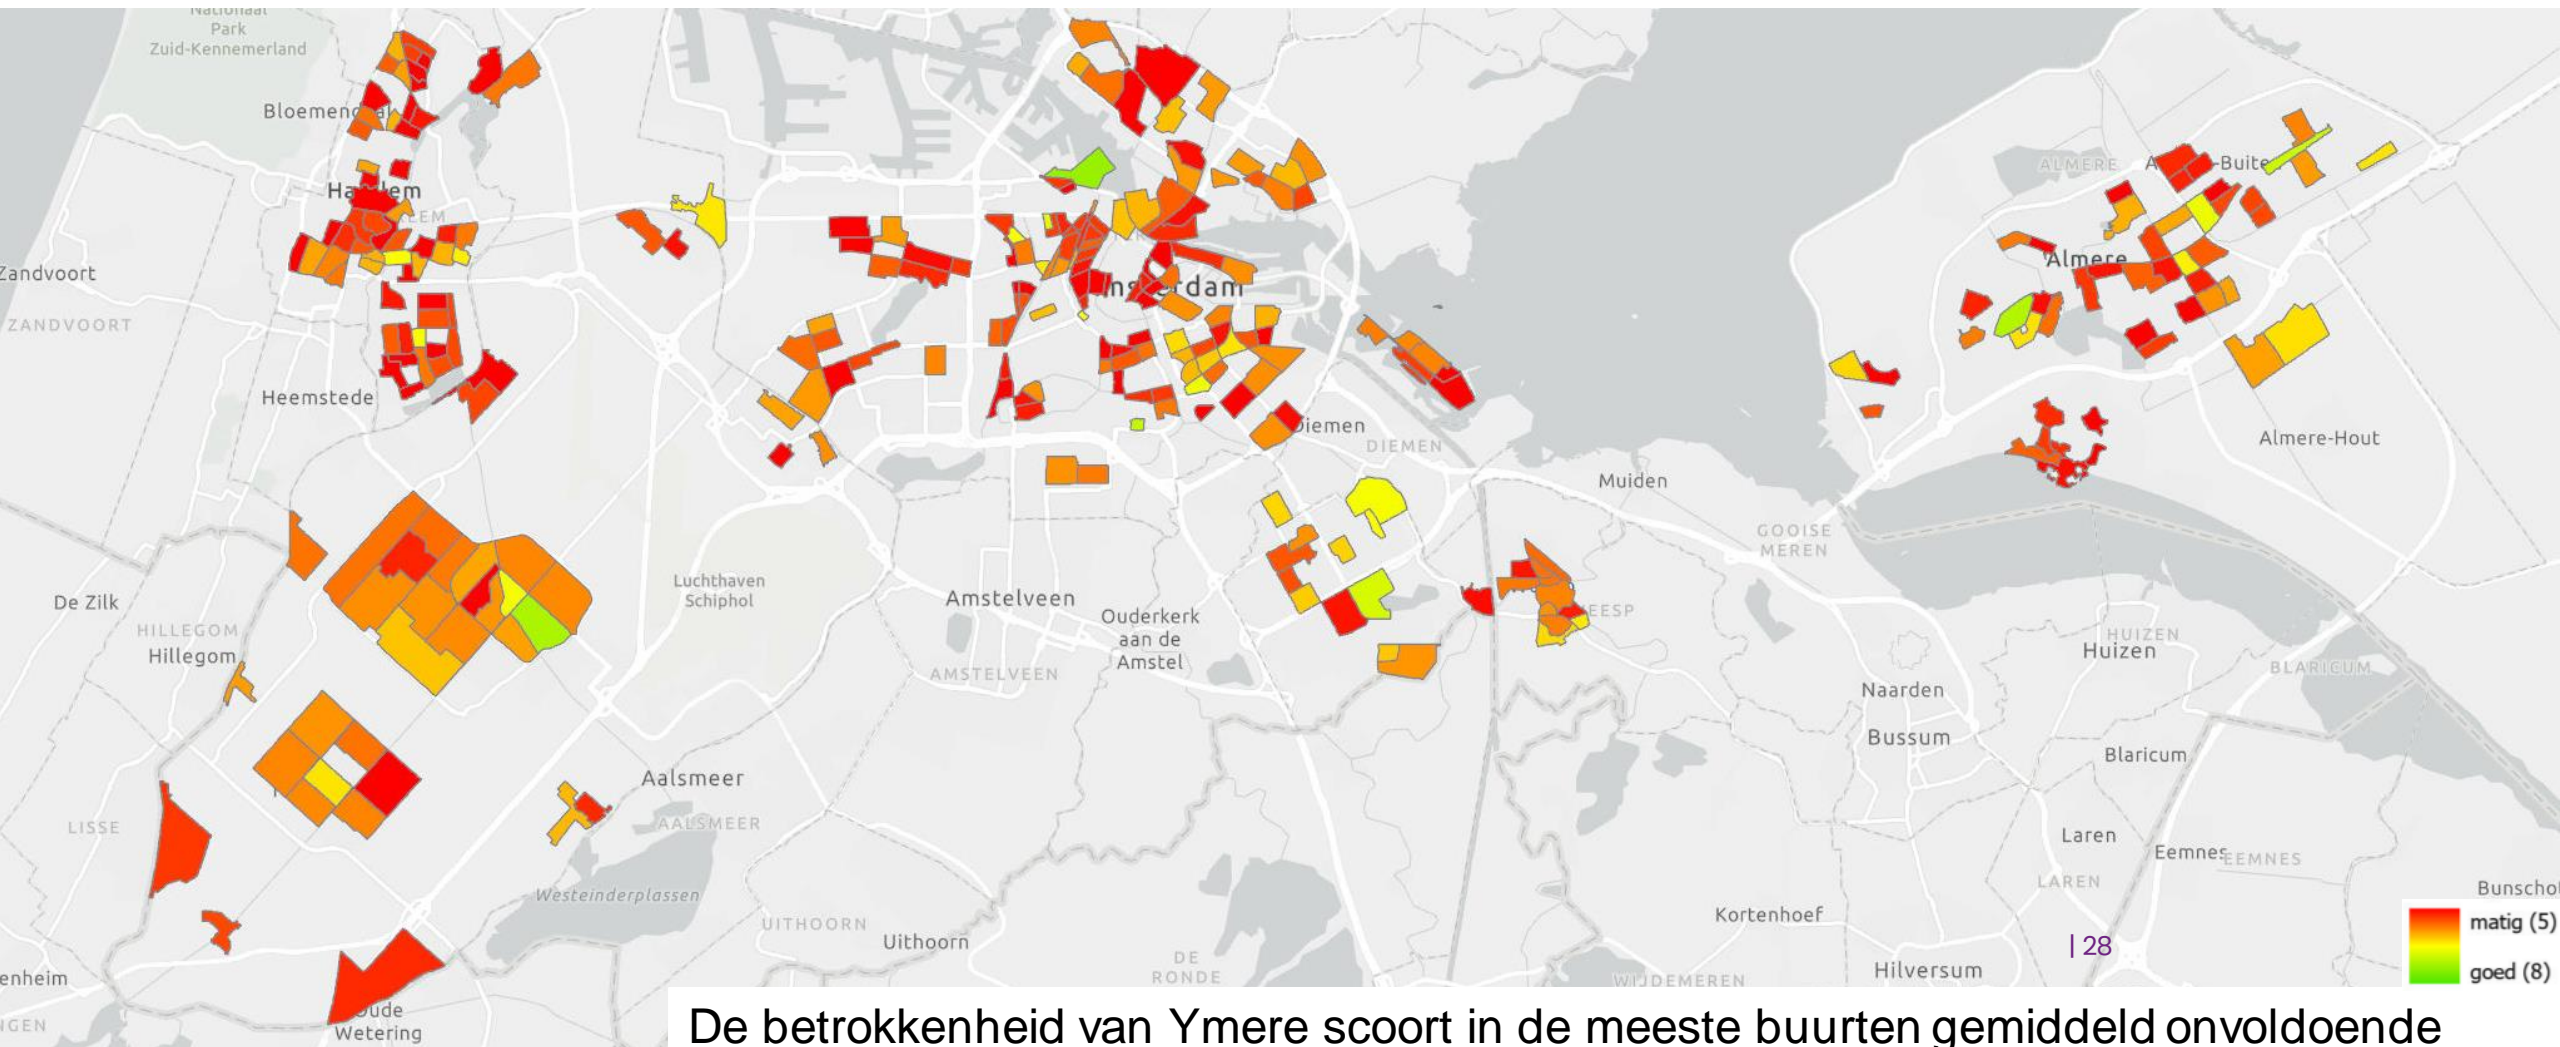 Nationaal
Park
Zuid-Kennemerland
Zandvoort
ZANDVOORT
Heemstede
De Zilk
HILLEGOM
Hillegom
LISSE
enheim
Oude
Wetering
Luchthaven
Schiphol
Aalsmeer
AALSMEER
Westeinderplassen
Amstelveen
AMSTELVEEN
Ouderkerk
aan de
Amstel
UITHOORN
Uithoorn
DE
RONDE
Diemen
DIEMEN
Muiden
GOOISE
MEREN
ALMERE
Almere
Almere-Hout
HUIZEN
Huizen
BLARICUM
Naarden
Bussum
Blaricum
Laren
LAREN
Eemnes
EEMNES
Kortenhoef
WIJDEMEREN
Hilversum
Bunschot
matig (5)
goed (8)
| 28
De betrokkenheid van Ymere scoort in de meeste buurten gemiddeld onvoldoende